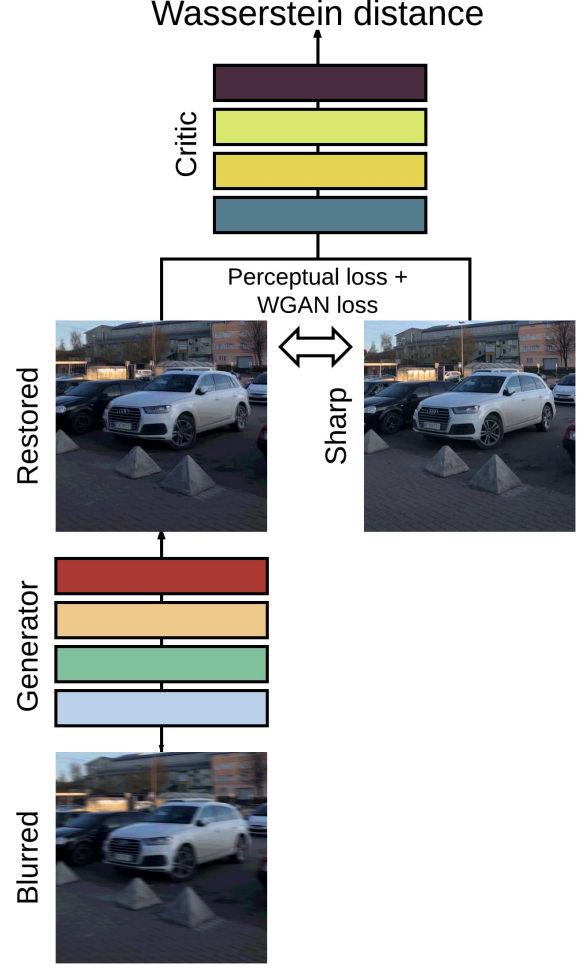 Wasserstein distance
Critic
Perceptual loss +
WGAN loss
Restored
Sharp
Generator
Blurred